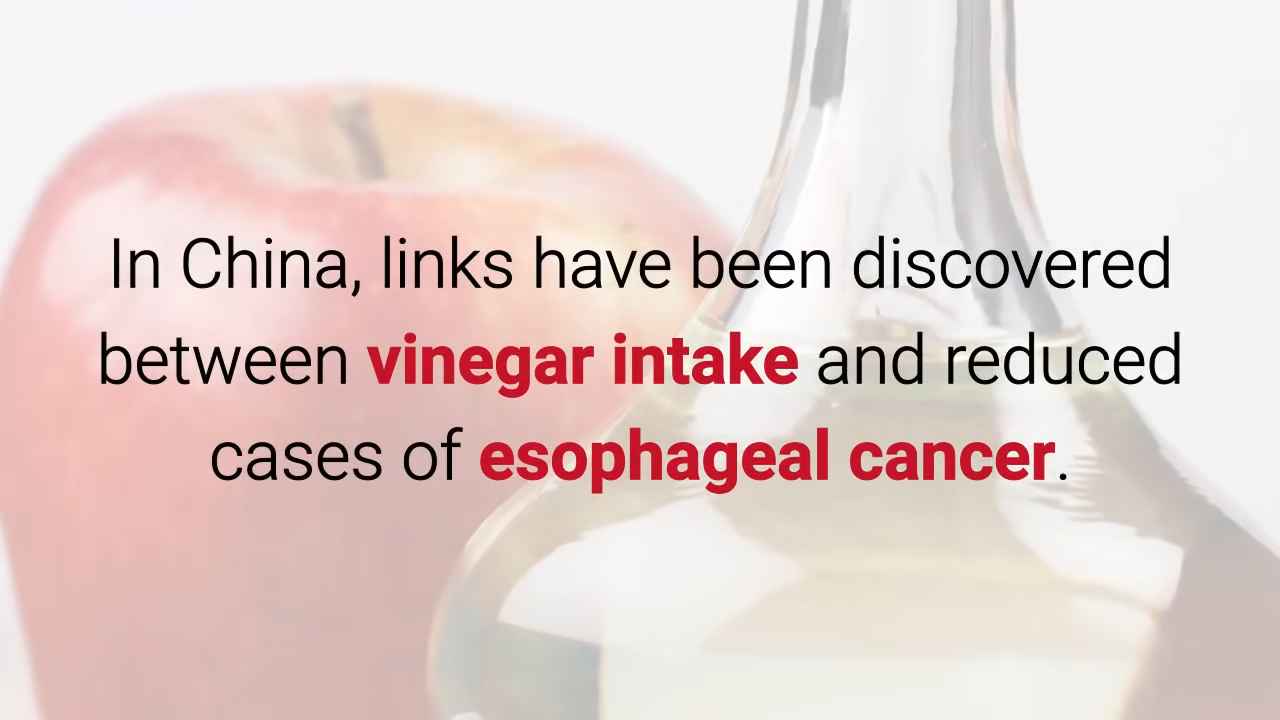 In China, links have been discovered
between vinegar intake and reduced
cases of esophageal cancer.